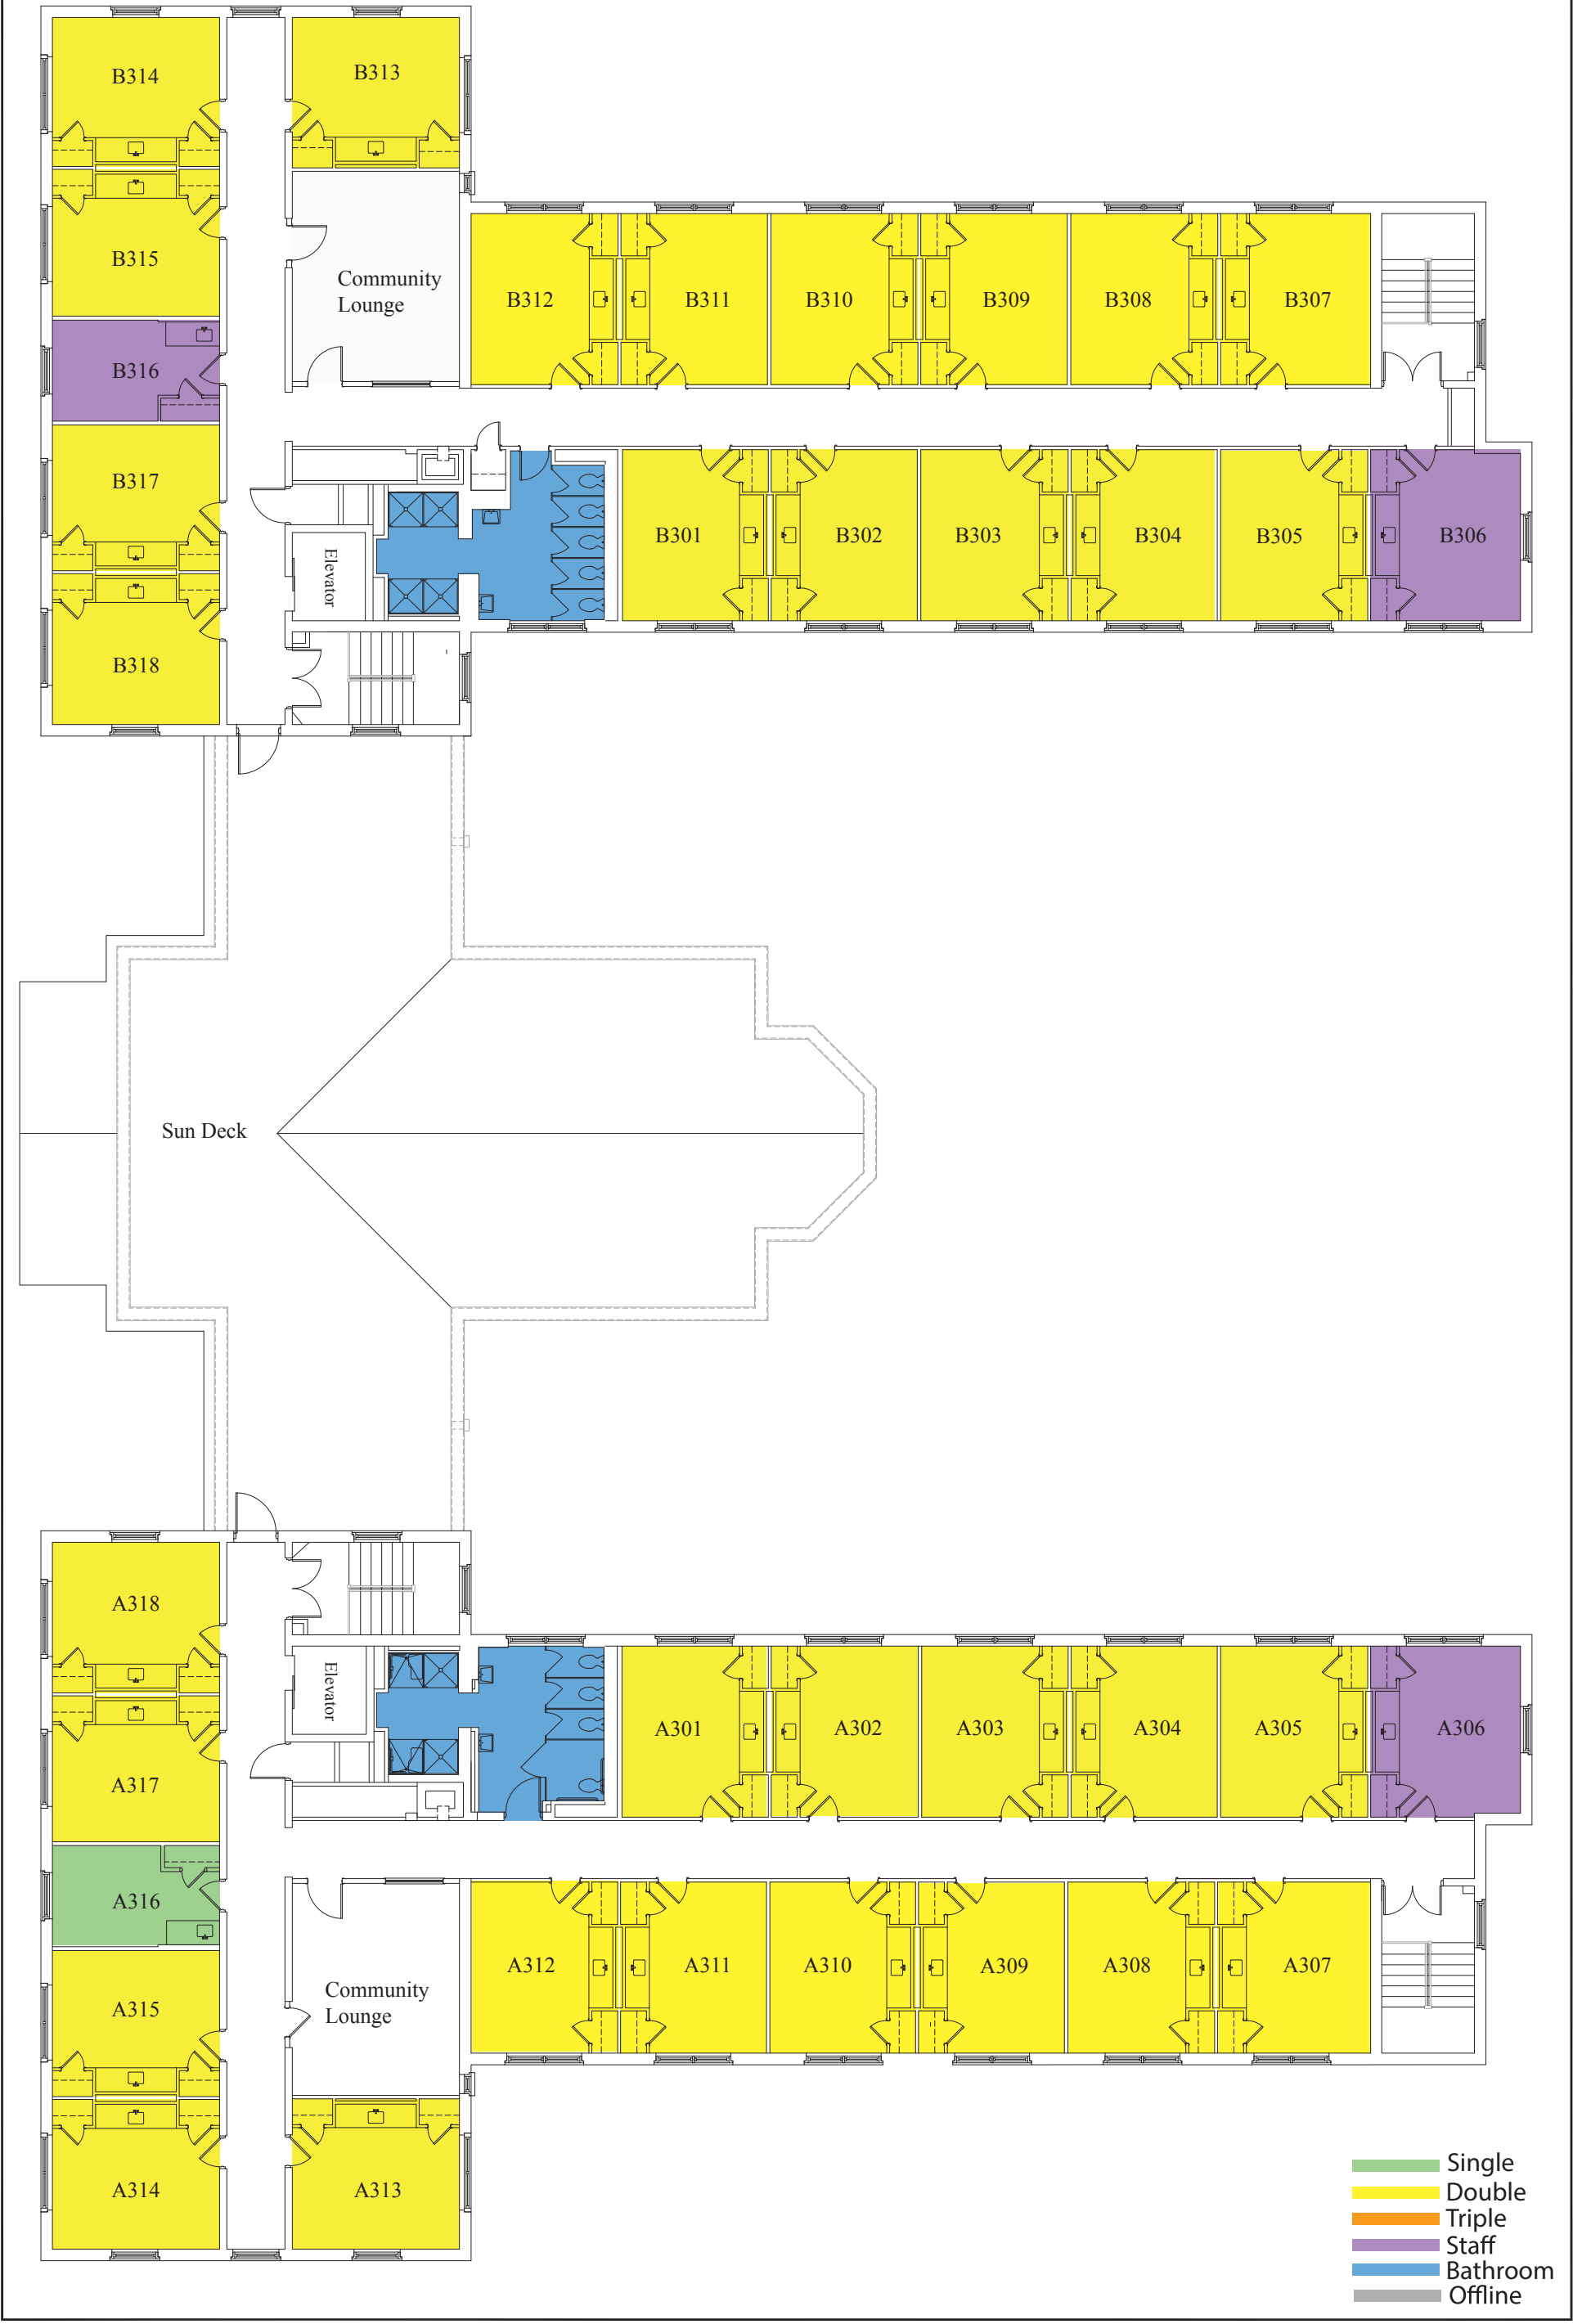 B314
B313
B315
Community
Lounge
B312
B311
B310
B309
B308
B307
B316
B317
B301
B302
B303
B304
B305
B306
Elevator
B318
Sun Deck
A318
Elevator
A301
A302
A303
A304
A305
A306
A317
A316
A312
A311
A310
A309
A308
A307
Community
Lounge
A315
A314
A313
Single
Double
Triple
Staff
Bathroom
Offline